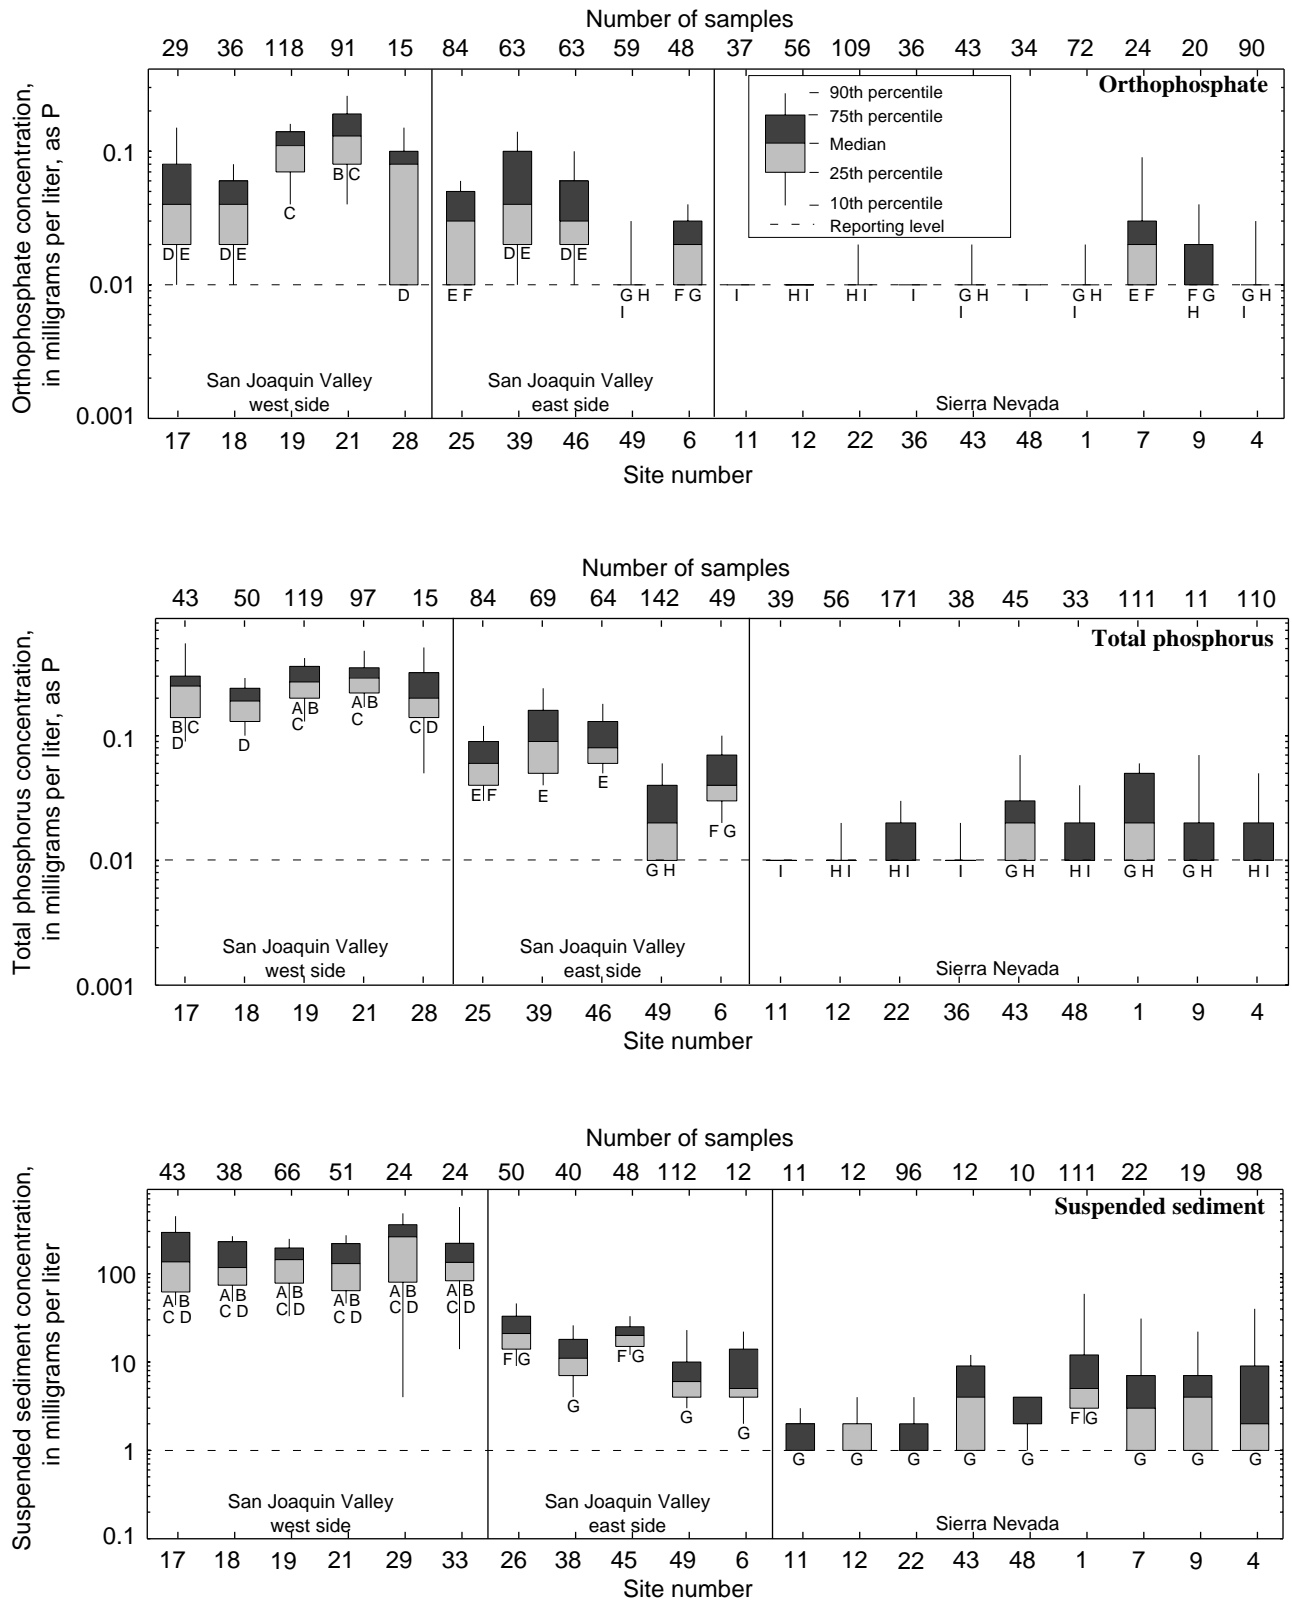 Number of samples
29 36 118 91 15 84 63 63 59 48 37 56 109 36 43 34 72 24 20 90
Orthophosphate
90th percentile
75th percentile
Median
25th percentile
10th percentile
Reporting level
Orthophosphate concentration,
in milligrams per liter, as P
0.1
0.01
0.001
B C
C
D E D E D E D E
D E F G H F G I H I H I I G H I G H E F F G G H
I I I H I
San Joaquin Valley
west side
San Joaquin Valley
east side
Sierra Nevada
17 18 19 21 28 25 39 46 49 6 11 12 22 36 43 48 1 7 9 4
Site number
Number of samples
43 50 119 97 15 84 69 64 142 49 39 56 171 38 45 33 111 11 110
Total phosphorus
Total phosphorus concentration,
in milligrams per liter, as P
0.1
0.01
0.001
A B A B
B C C C C D
D D
E F E E F G
G H I H I H I I G H H I G H G H H I
San Joaquin Valley
west side
San Joaquin Valley
east side
Sierra Nevada
17 18 19 21 28 25 39 46 49 6 11 12 22 36 43 48 1 9 4
Site number
Number of samples
43 38 66 51 24 24 50 40 48 112 12 11 12 96 12 10 111 22 19 98
Suspended sediment
Suspended sediment concentration,
in milligrams per liter
100
10
1
0.1
A B A B A B A B A B A B
C D C D C D C D C D C D
F G G F G G G
G G G G G F G G G G
San Joaquin Valley
west side
San Joaquin Valley
east side
Sierra Nevada
17 18 19 21 29 33 26 38 45 49 6 11 12 22 43 48 1 7 9 4
Site number